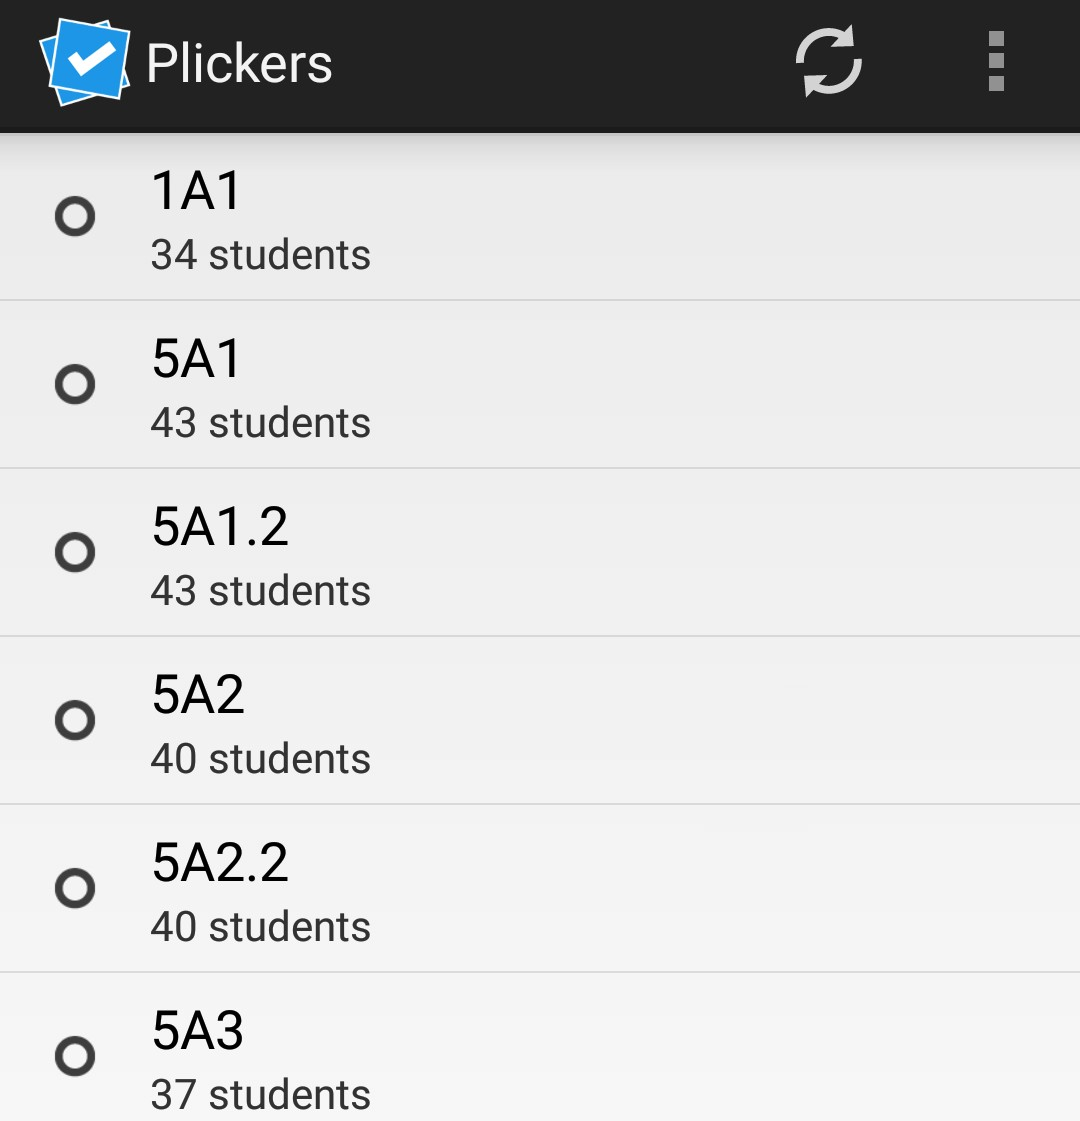 Plickers
1A1
34 students
5A1
43 students
5A1.2
43 students
5A2
40 students
5A2.2
40 students
5A3
37 students